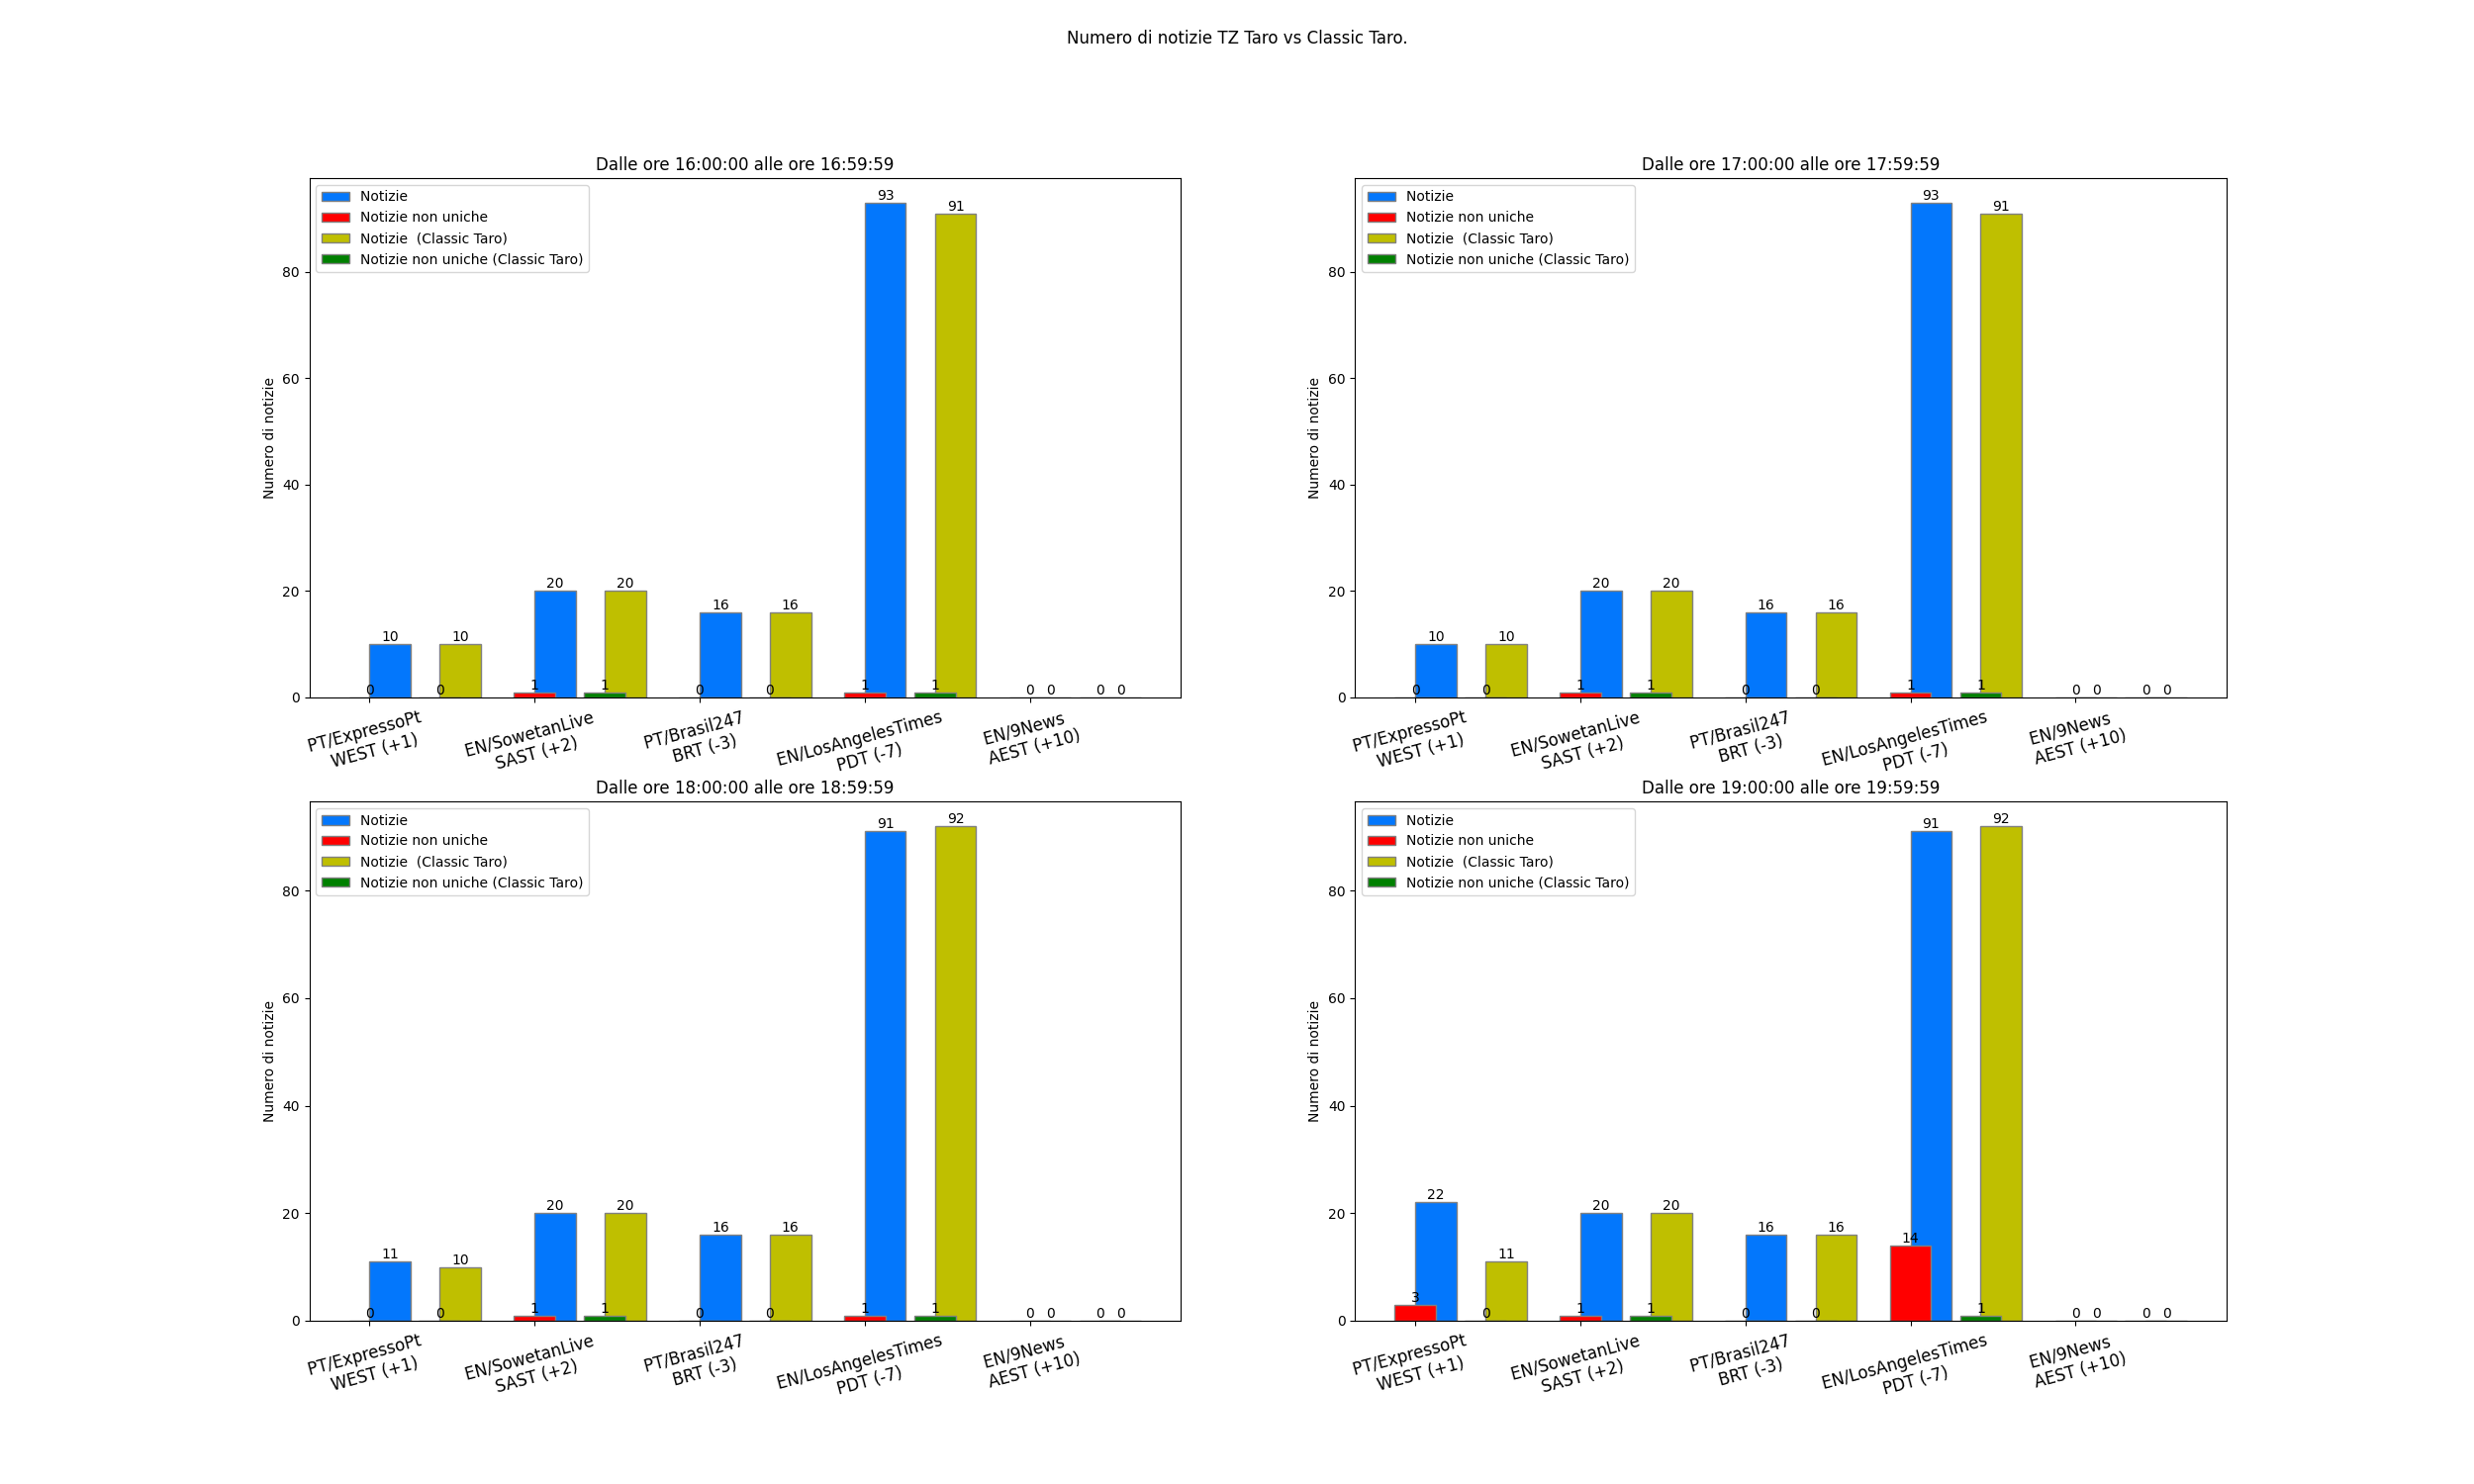 Numero di notizie TZ Taro vs Classic Taro.
Dalle ore 16:00:00 alle ore 16:59:59
Notizie
Notizie non uniche
Notizie  (Classic Taro)
Notizie non uniche (Classic Taro)
Numero di notizie
80
60
40
20
0
10
10
20
20
16
16
93
91
0
0
1
1
0
0
1
1
0
0
0
0
PT/ExpressoPt
WEST (+1)
EN/SowetanLive
SAST (+2)
PT/Brasil247
BRT (-3)
EN/LosAngelesTimes
PDT (-7)
EN/9News
AEST (+10)
Dalle ore 17:00:00 alle ore 17:59:59
Notizie
Notizie non uniche
Notizie  (Classic Taro)
Notizie non uniche (Classic Taro)
Numero di notizie
80
60
40
20
0
10
10
20
20
16
16
93
91
0
0
1
1
0
0
1
1
0
0
0
0
PT/ExpressoPt
WEST (+1)
EN/SowetanLive
SAST (+2)
PT/Brasil247
BRT (-3)
EN/LosAngelesTimes
PDT (-7)
EN/9News
AEST (+10)
Dalle ore 18:00:00 alle ore 18:59:59
Notizie
Notizie non uniche
Notizie  (Classic Taro)
Notizie non uniche (Classic Taro)
Numero di notizie
80
60
40
20
0
11
10
20
20
16
16
91
92
0
0
1
1
0
0
1
1
0
0
0
0
PT/ExpressoPt
WEST (+1)
EN/SowetanLive
SAST (+2)
PT/Brasil247
BRT (-3)
EN/LosAngelesTimes
PDT (-7)
EN/9News
AEST (+10)
Dalle ore 19:00:00 alle ore 19:59:59
Notizie
Notizie non uniche
Notizie  (Classic Taro)
Notizie non uniche (Classic Taro)
Numero di notizie
80
60
40
20
0
22
11
20
20
16
16
91
92
3
0
1
1
0
0
14
1
0
0
0
0
PT/ExpressoPt
WEST (+1)
EN/SowetanLive
SAST (+2)
PT/Brasil247
BRT (-3)
EN/LosAngelesTimes
PDT (-7)
EN/9News
AEST (+10)